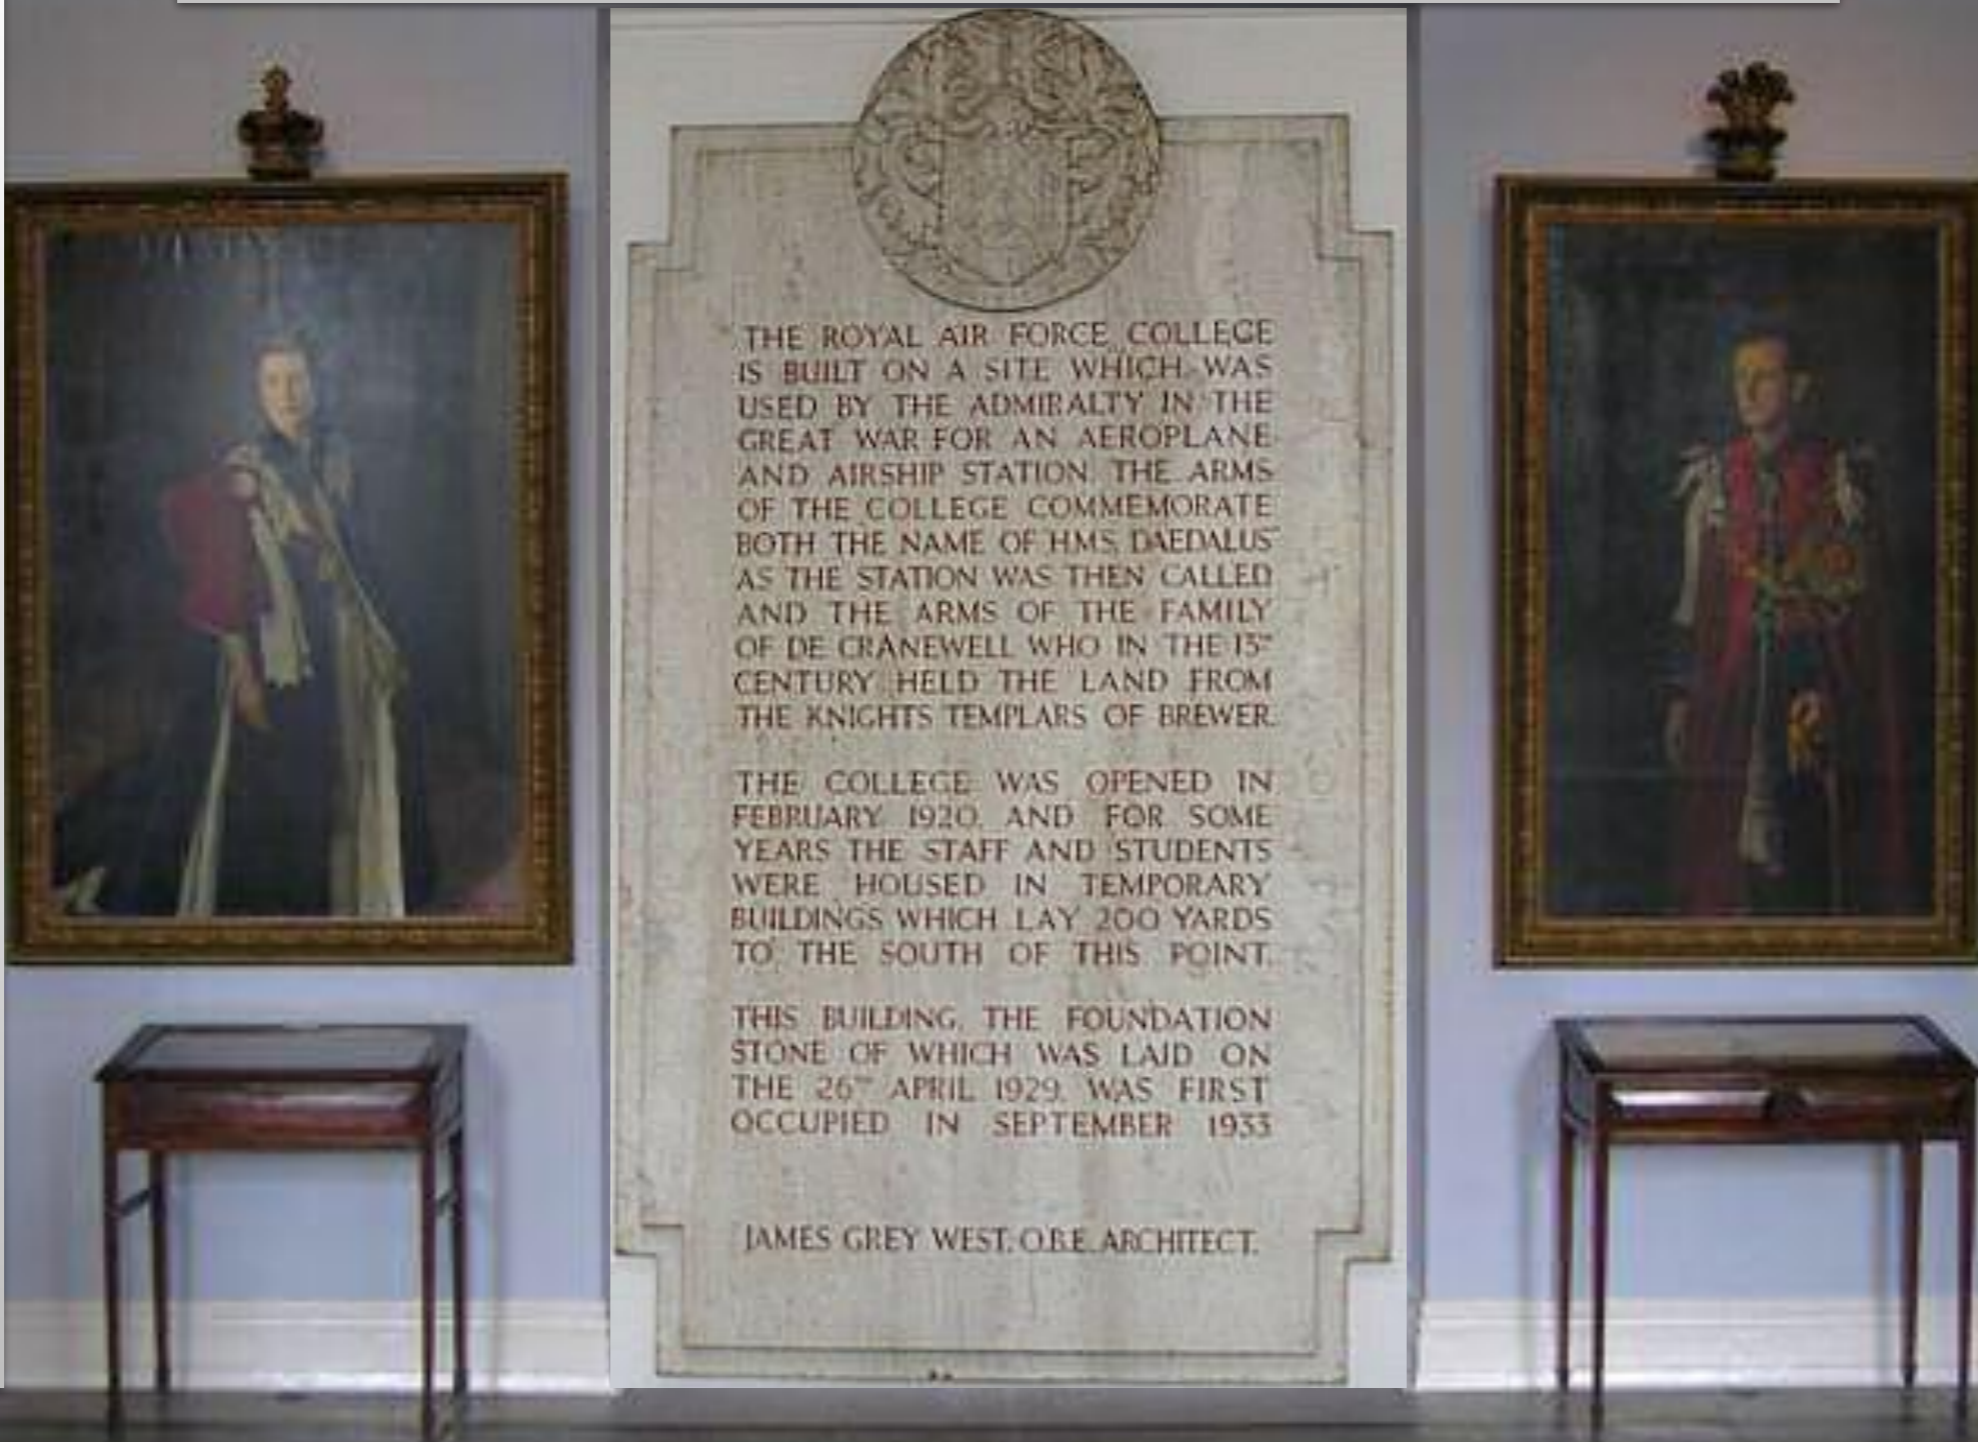 THE ROYAL AIR FORCE COLLEGE
IS BUILT ON A SITE WHICH WAS
USED BY THE ADMIRALTY IN THE
GREAT WAR FOR AN AEROPLANE
AND AIRSHIP STATION. THE ARMS
OF THE COLLEGE COMMEMORATE
BOTH THE NAME OF H.M.S. DAEDALUS
AS THE STATION WAS THEN CALLED
AND THE ARMS OF THE FAMILY
OF DE CRANEWELL WHO IN THE 13TH
CENTURY HELD THE LAND FROM
THE KNIGHTS TEMPLARS OF BREWER.
THE COLLEGE WAS OPENED IN
FEBRUARY 1920, AND FOR SOME
YEARS THE STAFF AND STUDENTS
WERE HOUSED IN TEMPORARY
BUILDINGS WHICH LAY 200 YARDS
TO THE SOUTH OF THIS POINT.
THIS BUILDING, THE FOUNDATION
STONE OF WHICH WAS LAID ON
THE 26TH APRIL 1929, WAS FIRST
OCCUPIED IN SEPTEMBER 1933
JAMES GREY WEST, O.B.E. ARCHITECT.